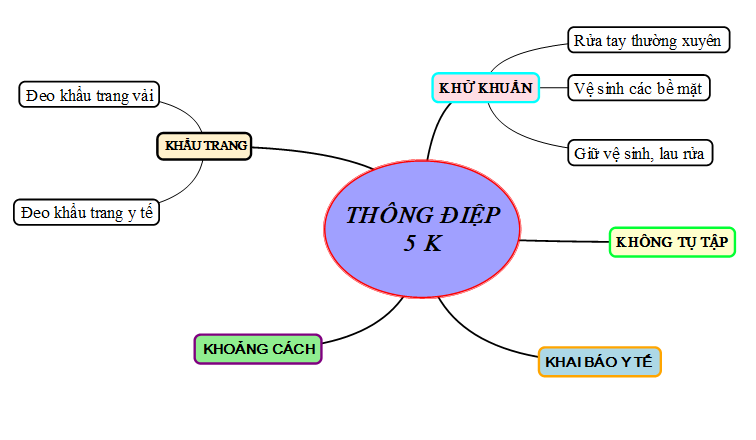 Rửa tay thường xuyên
KHỬ KHUẨN
Vệ sinh các bề mặt
Đeo khẩu trang vải
KHẨU TRANG
Giữ vệ sinh, lau rửa
Đeo khẩu trang y tế
THÔNG ĐIỆP
5 K
KHÔNG TỤ TẬP
KHOẢNG CÁCH
KHAI BÁO Y TẾ